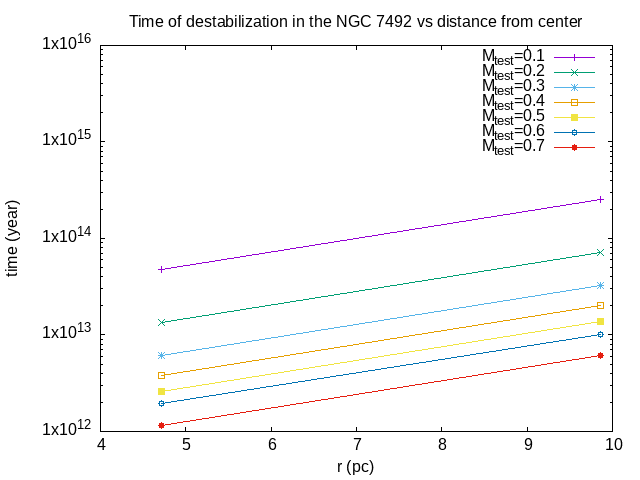 Time of destabilization in the NGC 7492 vs distance from center
1x10^16
1x10^15
1x10^14
1x10^13
1x10^12
time (year)
M_test=0.1
M_test=0.2
M_test=0.3
M_test=0.4
M_test=0.5
M_test=0.6
M_test=0.7
4 5 6 7 8 9 10
r (pc)